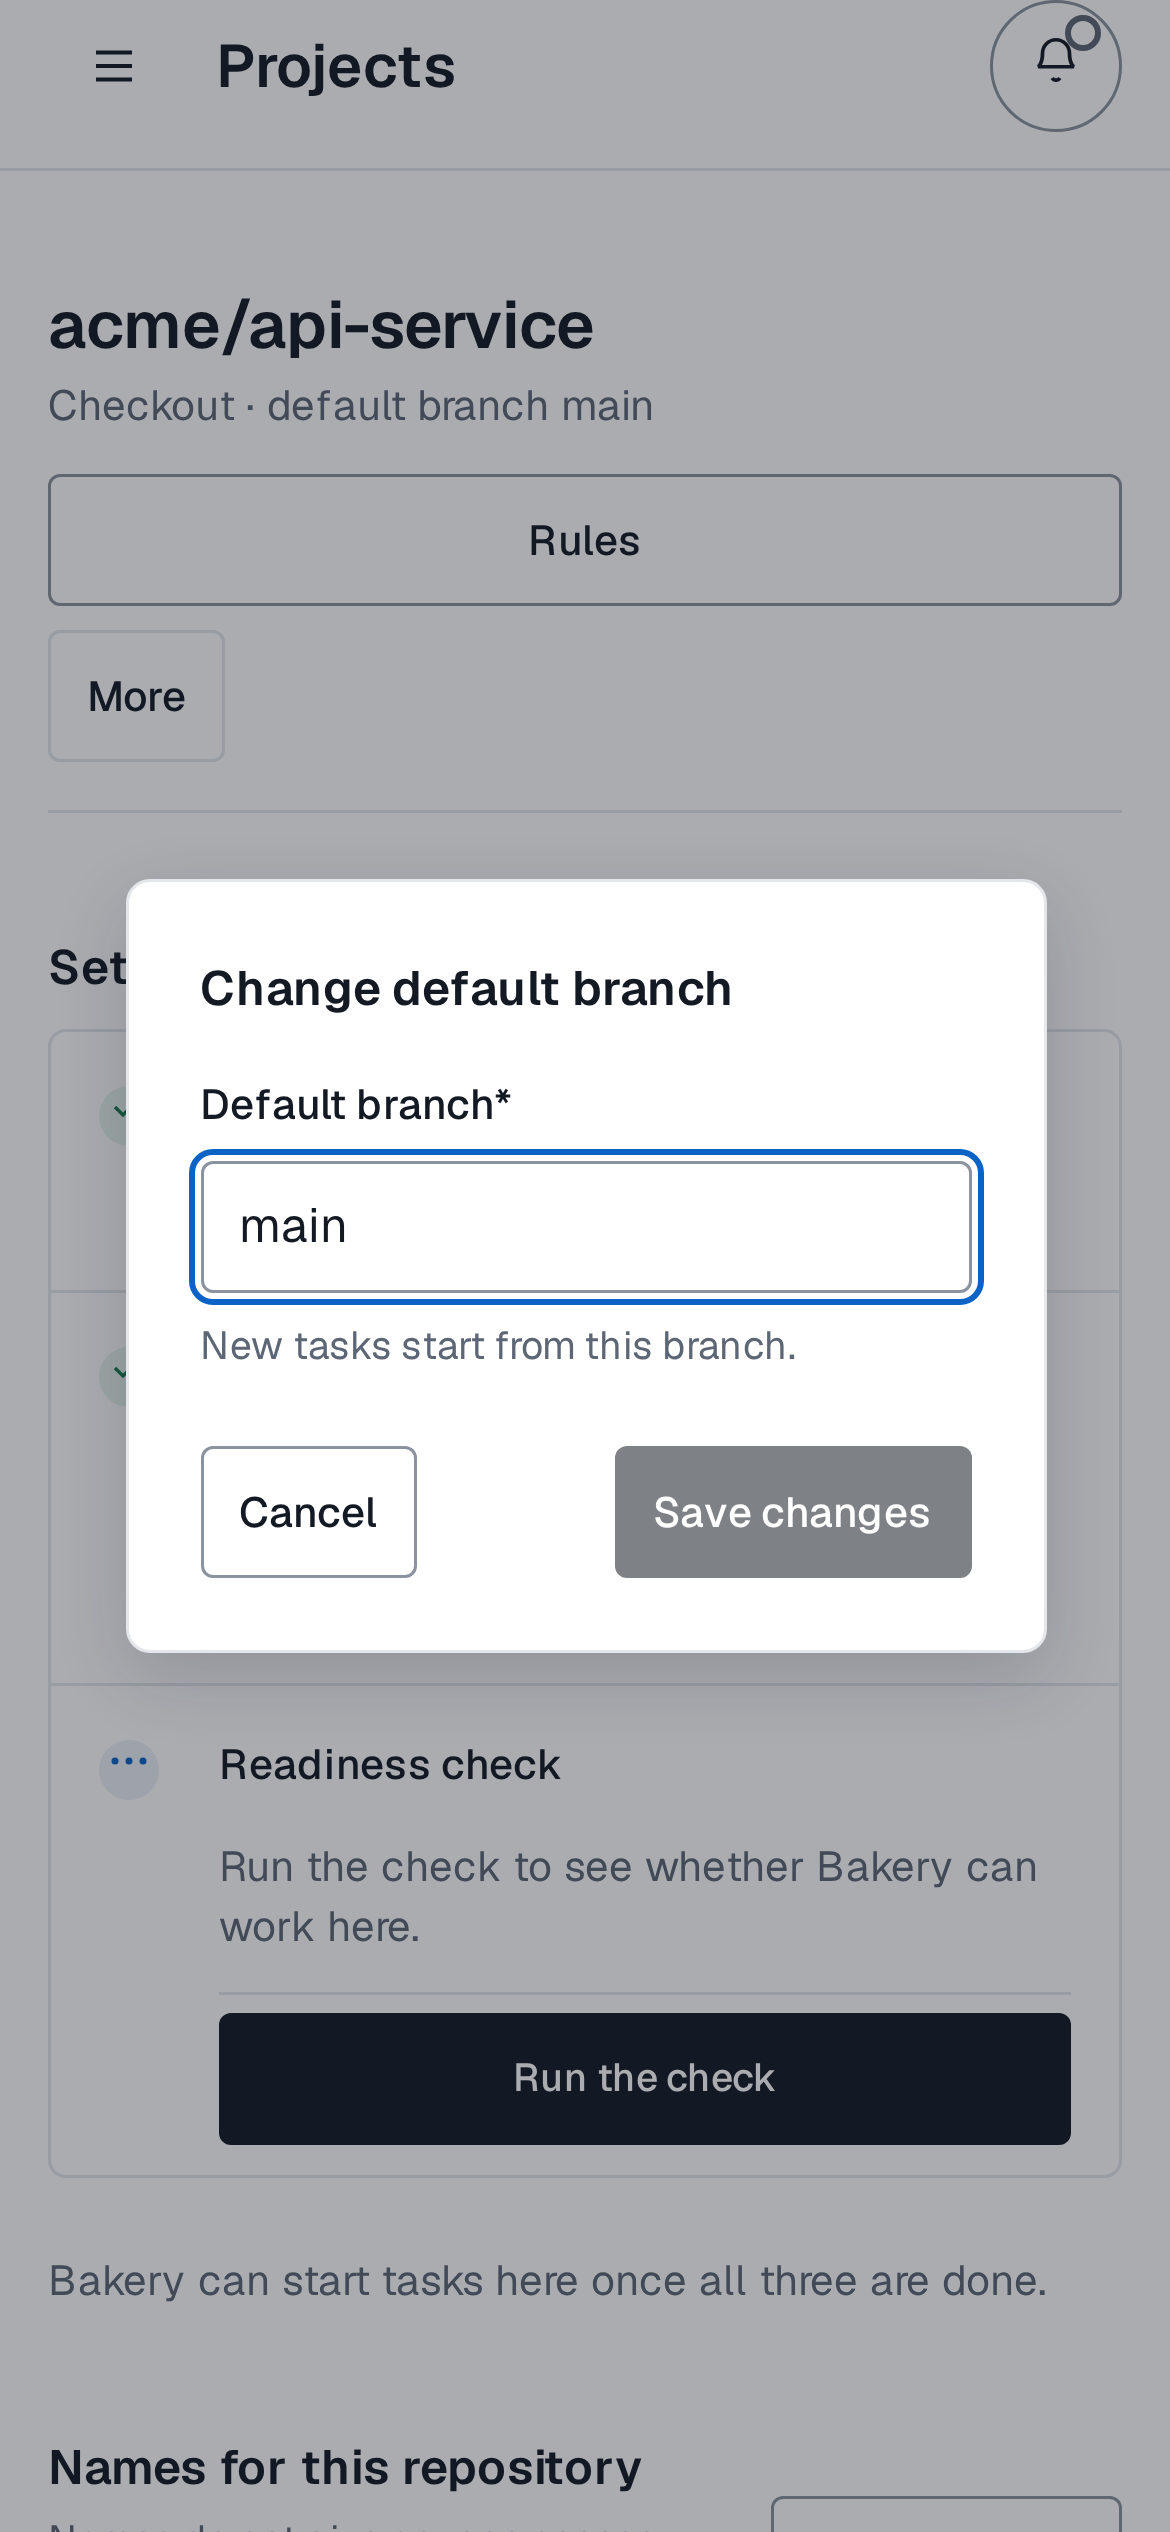 Projects
acme/api-service
Checkout · default branch main
Rules
More
Change default branch
Default branch*
main
New tasks start from this branch.
Cancel
Save changes
Readiness check
Run the check to see whether Bakery can
work here.
Run the check
Bakery can start tasks here once all three are done.
Names for this repository